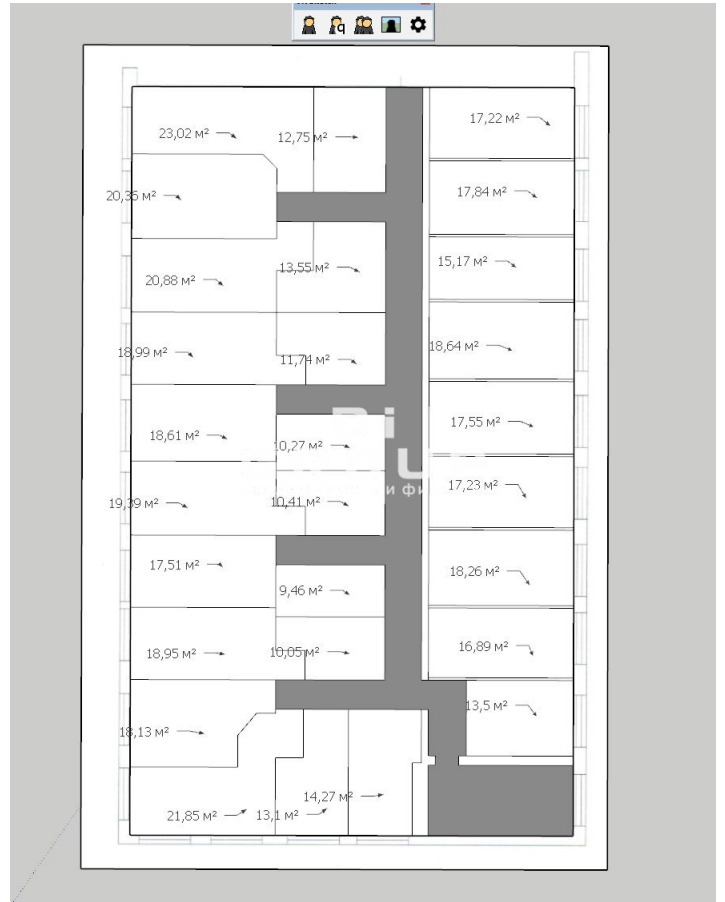 17,22 м²
23,02 м²
12,75 м²
17,84 м²
20,36 м²
15,17 м²
13,55 м²
20,88 м²
18,64 м²
18,99 м²
11,74 м²
17,55 м²
18,61 м²
10,27 м²
17,23 м²
19,39 м²
10,41 м²
17,51 м²
18,26 м²
9,46 м²
16,89 м²
18,95 м²
10,05 м²
13,5 м²
18,13 м²
14,27 м²
21,85 м²
13,1 м²